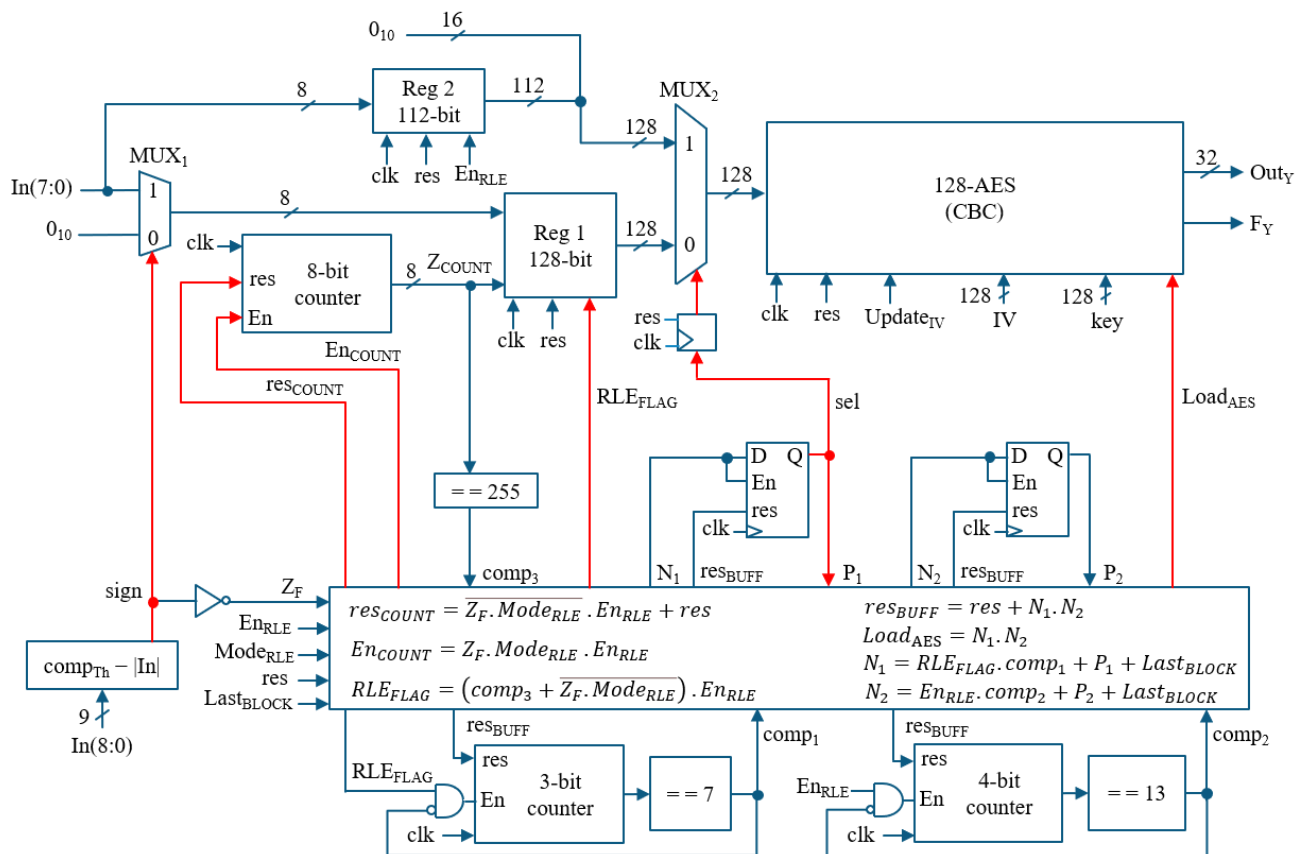 0₁₀
16
Reg 2
112-bit
8
112
MUX₂
clk
res
En_RLE
128
1
0
128
128
128-AES
(CBC)
32
Out_Y
F_Y
MUX₁
In(7:0)
1
0
0₁₀
8
Reg 1
128-bit
128
clk
res
En
8-bit
counter
8
Z_COUNT
clk
res
res
clk
clk
res
Update_IV
128
IV
128
key
En_COUNT
res_COUNT
RLE_FLAG
sel
Load_AES
== 255
D
Q
En
res
clk
D
Q
En
res
clk
sign
Z_F
comp₃
N₁
res_BUFF
P₁
N₂
res_BUFF
P₂
En_RLE
Mode_RLE
res
Last_BLOCK
comp_Th – |In|
9
In(8:0)
res_COUNT = \overline{Z_F.Mode_RLE}.En_RLE + res
En_COUNT = Z_F.Mode_RLE.En_RLE
RLE_FLAG = (comp₃ + \overline{Z_F.Mode_RLE}).En_RLE
res_BUFF = res + N₁.N₂
Load_AES = N₁.N₂
N₁ = RLE_FLAG.comp₁ + P₁ + Last_BLOCK
N₂ = En_RLE.comp₂ + P₂ + Last_BLOCK
RLE_FLAG
res_BUFF
res
En
clk
3-bit
counter
== 7
comp₁
En_RLE
res_BUFF
res
En
clk
4-bit
counter
== 13
comp₂